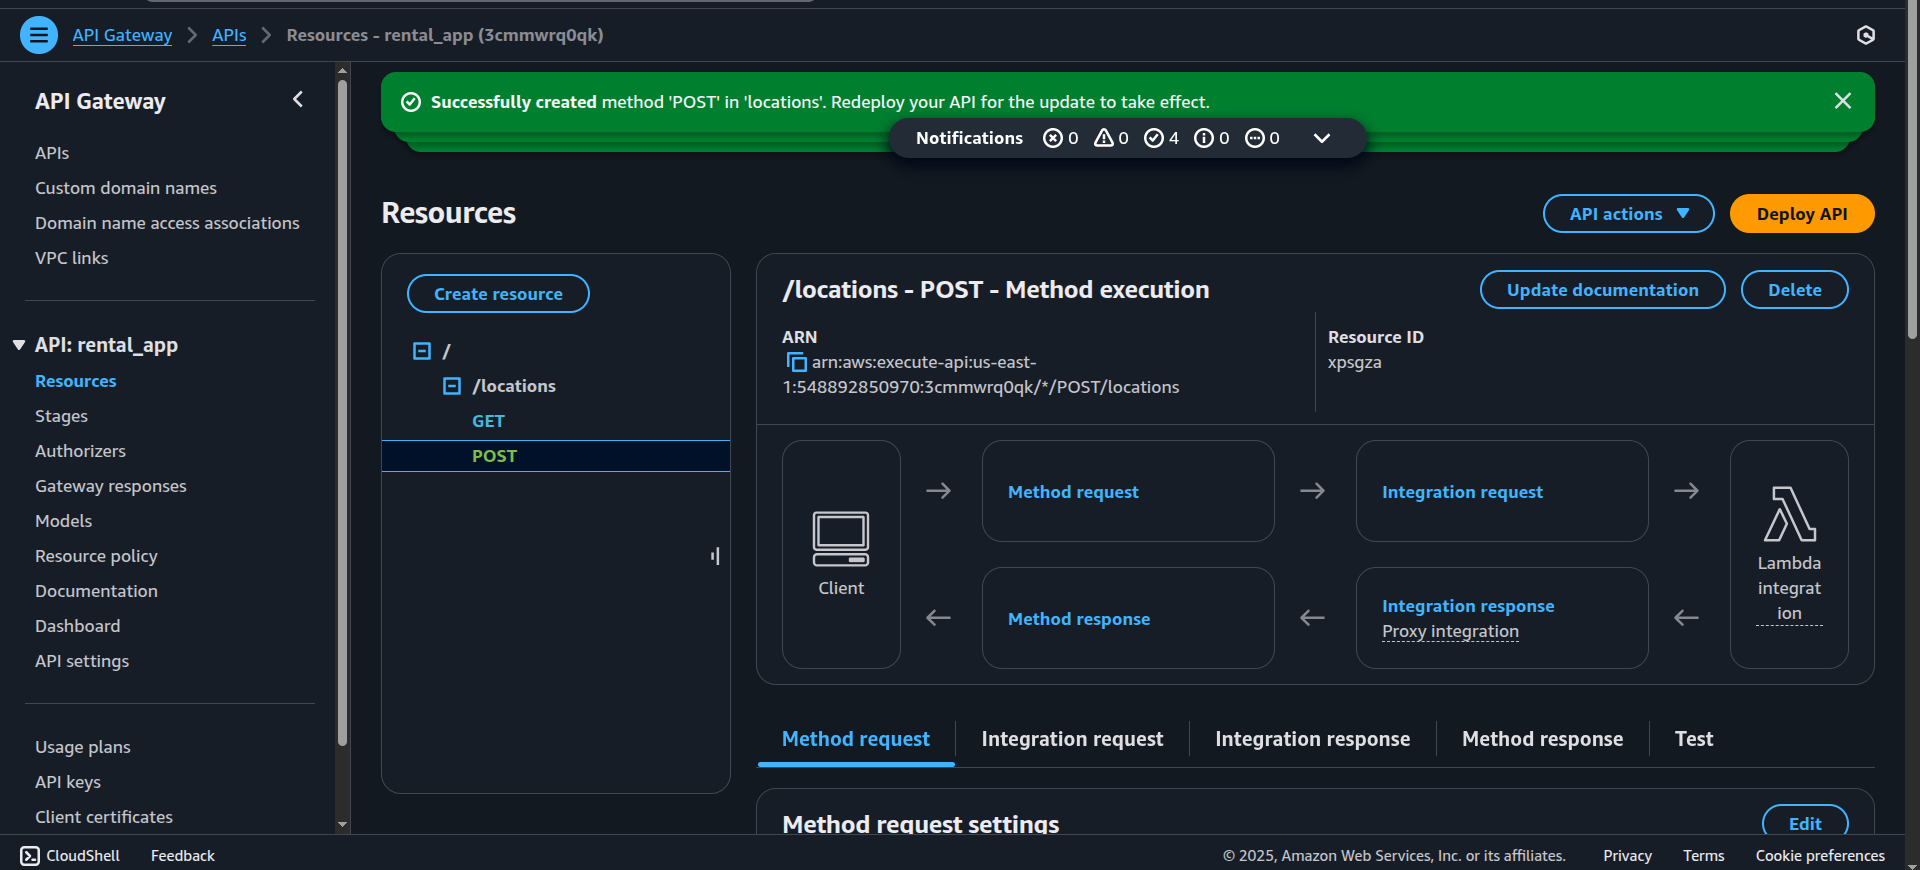 API Gateway
APIs
Resources - rental_app (3cmmwrq0qk)
API Gateway
APIs
Custom domain names
Domain name access associations
VPC links
API: rental_app
Resources
Stages
Authorizers
Gateway responses
Models
Resource policy
Documentation
Dashboard
API settings
Usage plans
API keys
Client certificates
Successfully created method 'POST' in 'locations'. Redeploy your API for the update to take effect.
Notifications 0 0 4 0 0
Resources
API actions
Deploy API
Create resource
/
/locations
GET
POST
/locations - POST - Method execution
Update documentation
Delete
ARN
arn:aws:execute-api:us-east-
1:548892850970:3cmmwrq0qk/*/POST/locations
Resource ID
xpsgza
Client
Method request
Integration request
Lambda
integrat
ion
Method response
Integration response
Proxy integration
Method request
Integration request
Integration response
Method response
Test
Method request settings
Edit
CloudShell
Feedback
© 2025, Amazon Web Services, Inc. or its affiliates.
Privacy
Terms
Cookie preferences